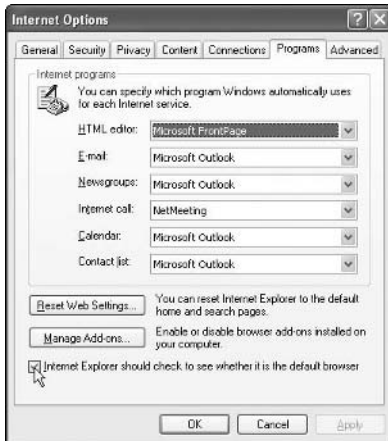 Internet Options
General Security Privacy Content Connections Programs Advanced
Internet programs
You can specify which program Windows automatically uses
for each Internet service.
HTML editor: Microsoft FrontPage
E-mail: Microsoft Outlook
Newsgroups: Microsoft Outlook
Internet call: NetMeeting
Calendar: Microsoft Outlook
Contact list: Microsoft Outlook
Reset Web Settings... You can reset Internet Explorer to the default
home and search pages.
Manage Add-ons... Enable or disable browser add-ons installed on
your computer.
Internet Explorer should check to see whether it is the default browser
OK Cancel Apply